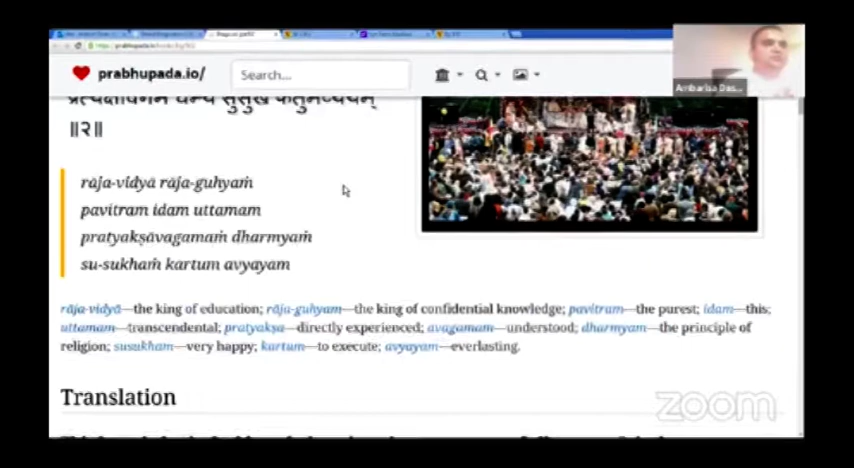 prabhupada.io/
Search...
Ambarisa Das...
॥२॥
rāja-vidyā rāja-guhyaṁ
pavitram idam uttamam
pratyakṣāvagamaṁ dharmyaṁ
su-sukhaṁ kartum avyayam
rāja-vidyā—the king of education; rāja-guhyam—the king of confidential knowledge; pavitram—the purest; idam—this;
uttamam—transcendental; pratyakṣa—directly experienced; avagamam—understood; dharmyam—the principle of
religion; susukham—very happy; kartum—to execute; avyayam—everlasting.
Translation
zoom